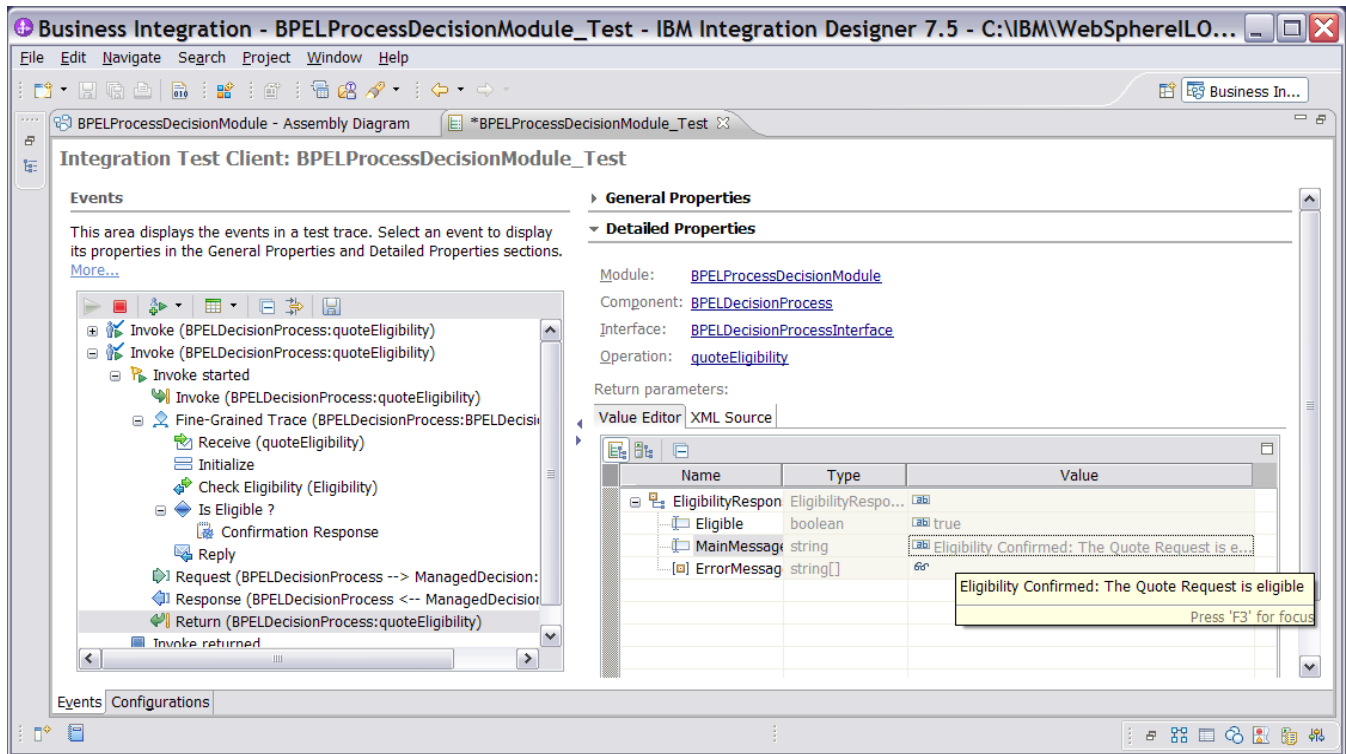 Business Integration - BPELProcessDecisionModule_Test - IBM Integration Designer 7.5 - C:\IBM\WebSphereILO...
File Edit Navigate Search Project Window Help
Business In...
BPELProcessDecisionModule - Assembly Diagram
*BPELProcessDecisionModule_Test
Integration Test Client: BPELProcessDecisionModule_Test
Events
This area displays the events in a test trace. Select an event to display
its properties in the General Properties and Detailed Properties sections.
More...
Invoke (BPELDecisionProcess:quoteEligibility)
Invoke (BPELDecisionProcess:quoteEligibility)
Invoke started
Invoke (BPELDecisionProcess:quoteEligibility)
Fine-Grained Trace (BPELDecisionProcess:BPELDecisi
Receive (quoteEligibility)
Initialize
Check Eligibility (Eligibility)
Is Eligible ?
Confirmation Response
Reply
Request (BPELDecisionProcess --> ManagedDecision:
Response (BPELDecisionProcess <-- ManagedDecision
Return (BPELDecisionProcess:quoteEligibility)
Invoke returned
Events Configurations
General Properties
Detailed Properties
Module: BPELProcessDecisionModule
Component: BPELDecisionProcess
Interface: BPELDecisionProcessInterface
Operation: quoteEligibility
Return parameters:
Value Editor XML Source
Name Type Value
EligibilityRespon EligibilityRespo...
Eligible boolean true
MainMessage string Eligibility Confirmed: The Quote Request is e...
ErrorMessag string[]
Eligibility Confirmed: The Quote Request is eligible
Press 'F3' for focus